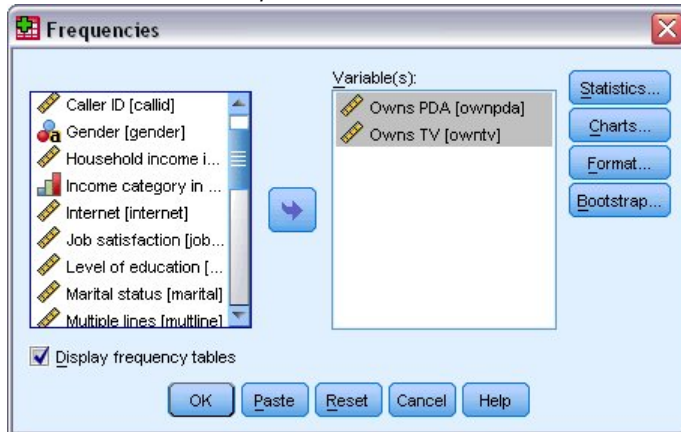 Frequencies
Caller ID [callid]
Gender [gender]
Household income i...
Income category in ...
Internet [internet]
Job satisfaction [job...
Level of education [...
Marital status [marital]
Multiple lines [multline]
Variable(s):
Owns PDA [ownpda]
Owns TV [owntv]
Statistics...
Charts...
Format...
Bootstrap...
Display frequency tables
OK
Paste
Reset
Cancel
Help